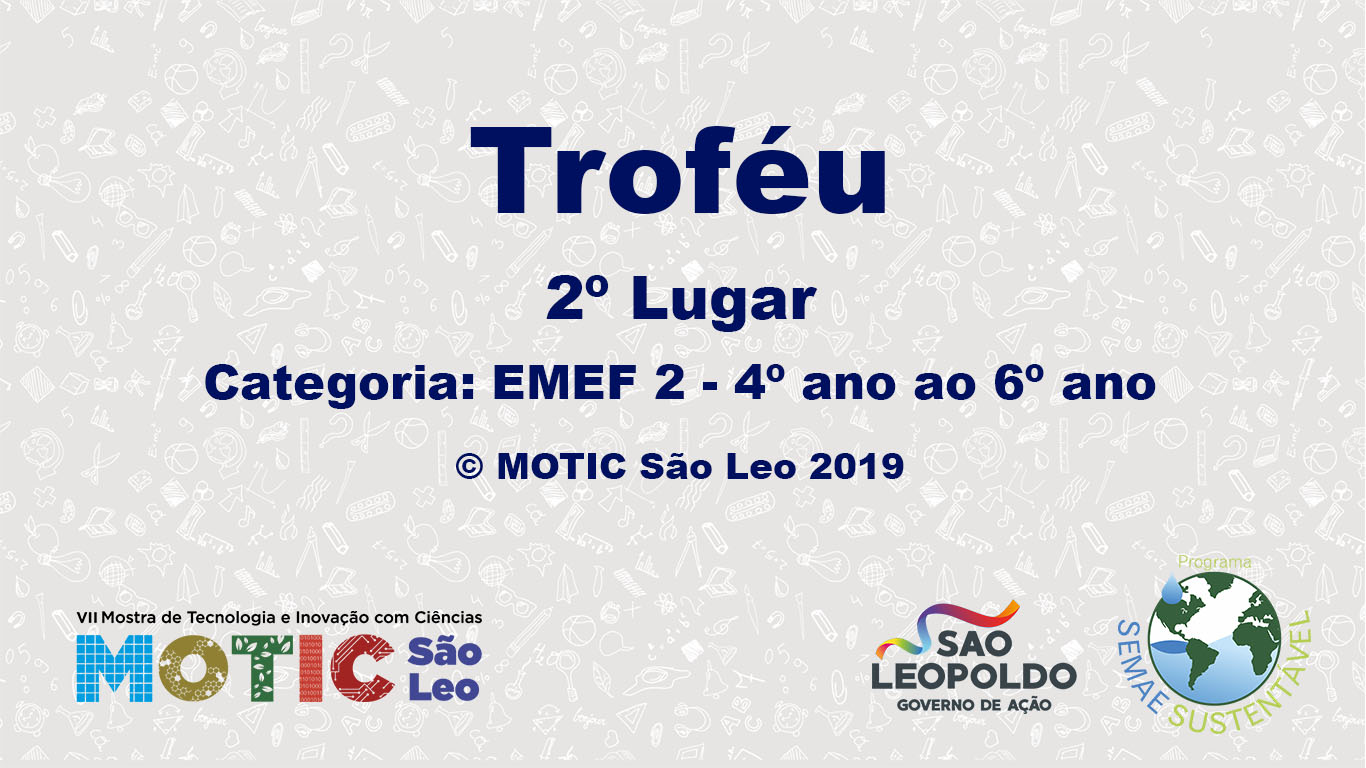 Troféu
2º Lugar
Categoria: EMEF 2 - 4º ano ao 6º ano
© MOTIC São Leo 2019
VII Mostra de Tecnologia e Inovação com Ciências
MOTIC São Leo
SÃO LEOPOLDO
GOVERNO DE AÇÃO
Programa
SEMAE SUSTENTÁVEL